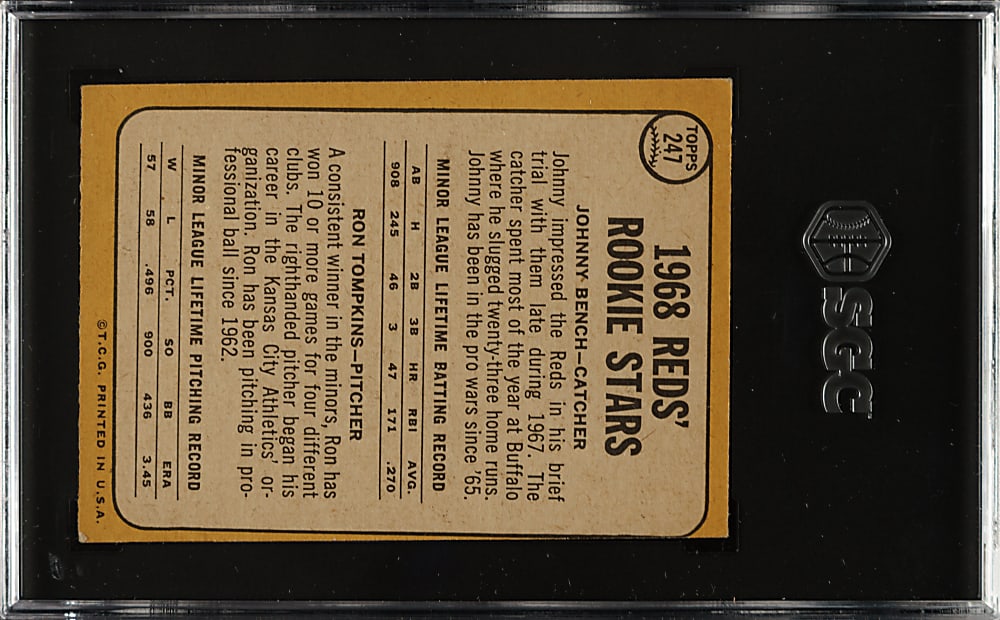 TOPPS
247
1968 REDS'
ROOKIE STARS
JOHNNY BENCH—CATCHER
Johnny impressed the Reds in his brief
trial with them late during 1967. The
catcher spent most of the year at Buffalo
where he slugged twenty-three home runs.
Johnny has been in the pro wars since '65.
MINOR LEAGUE LIFETIME BATTING RECORD
AB H 2B 3B HR RBI AVG.
908 245 46 3 47 171 .270
RON TOMPKINS—PITCHER
A consistent winner in the minors, Ron has
won 10 or more games for four different
clubs. The righthanded pitcher began his
career in the Kansas City Athletics' or-
ganization. Ron has been pitching in pro-
fessional ball since 1962.
MINOR LEAGUE LIFETIME PITCHING RECORD
W L PCT. SO BB ERA
57 58 .496 900 436 3.45
©T.C.G. PRINTED IN U.S.A.
SGC